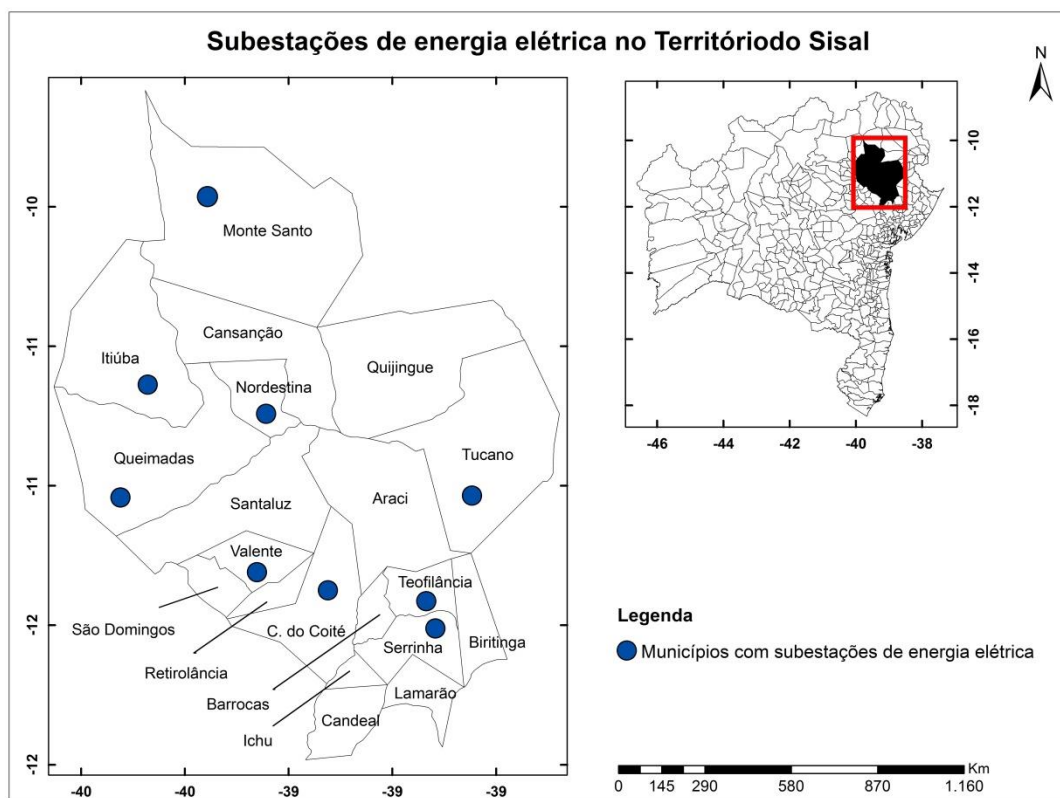 Subestações de energia elétrica no Territóriodo Sisal
N
-10
-11
-11
-12
-12
-40
-40
-39
-39
-39
Monte Santo
Cansanção
Itiúba
Quijingue
Nordestina
Queimadas
Tucano
Santaluz
Araci
Valente
Teofilância
São Domingos
C. do Coité
Biritinga
Serrinha
Retirolância
Barrocas
Lamarão
Candeal
Ichu
-10
-12
-14
-16
-18
-46
-44
-42
-40
-38
Legenda
Municípios com subestações de energia elétrica
Km
0 145 290 580 870 1.160